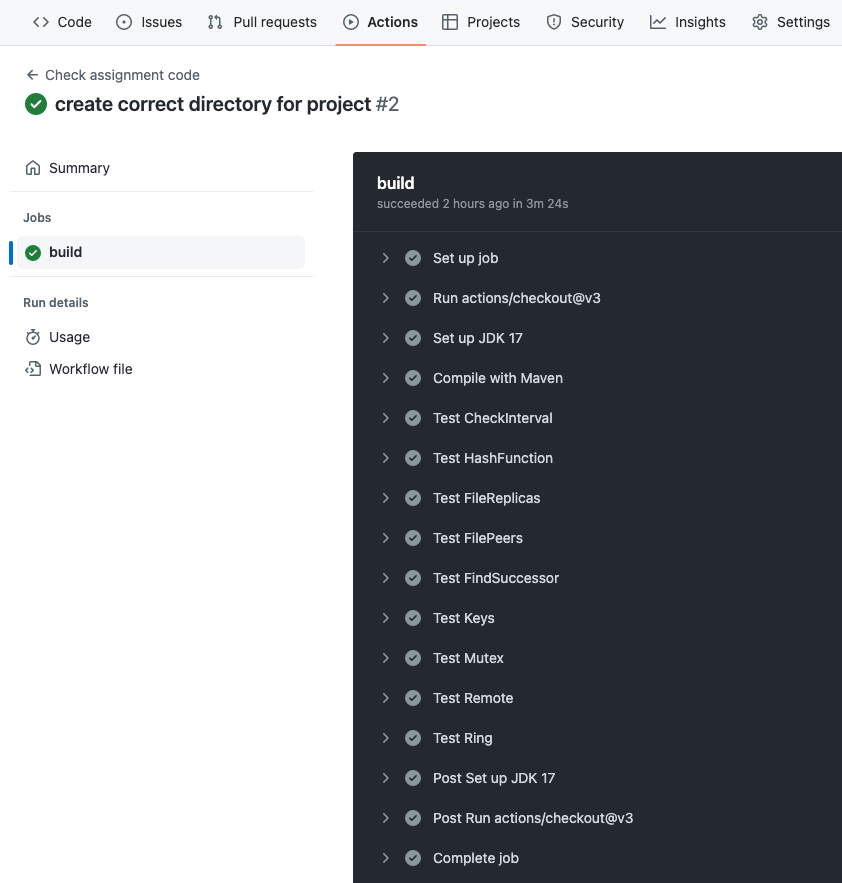 Code Issues Pull requests Actions Projects Security Insights Settings
Check assignment code
create correct directory for project #2
Summary
Jobs
build
Run details
Usage
Workflow file
build
succeeded 2 hours ago in 3m 24s
Set up job
Run actions/checkout@v3
Set up JDK 17
Compile with Maven
Test CheckInterval
Test HashFunction
Test FileReplicas
Test FilePeers
Test FindSuccessor
Test Keys
Test Mutex
Test Remote
Test Ring
Post Set up JDK 17
Post Run actions/checkout@v3
Complete job